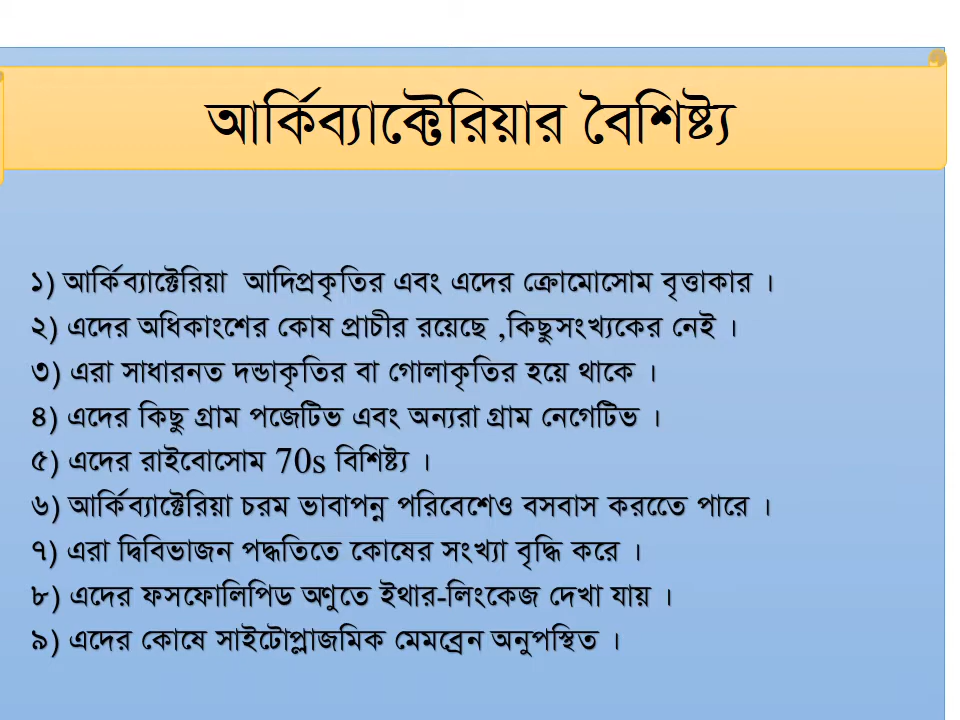 আর্কিব্যাক্টেরিয়ার বৈশিষ্ট্য
১) আর্কিব্যাক্টেরিয়া আদিপ্রকৃতির এবং এদের ক্রোমোসোম বৃত্তাকার ।
২) এদের অধিকাংশের কোষ প্রাচীর রয়েছে ,কিছুসংখ্যকের নেই ।
৩) এরা সাধারনত দন্ডাকৃতির বা গোলাকৃতির হয়ে থাকে ।
৪) এদের কিছু গ্রাম পজেটিভ এবং অন্যরা গ্রাম নেগেটিভ ।
৫) এদের রাইবোসোম 70s বিশিষ্ট্য ।
৬) আর্কিব্যাক্টেরিয়া চরম ভাবাপন্ন পরিবেশেও বসবাস করতেে পারে ।
৭) এরা দ্বিবিভাজন পদ্ধতিতে কোষের সংখ্যা বৃদ্ধি করে ।
৮) এদের ফসফোলিপিড অণুতে ইথার-লিংকেজ দেখা যায় ।
৯) এদের কোষে সাইটোপ্লাজমিক মেমব্রেন অনুপস্থিত ।